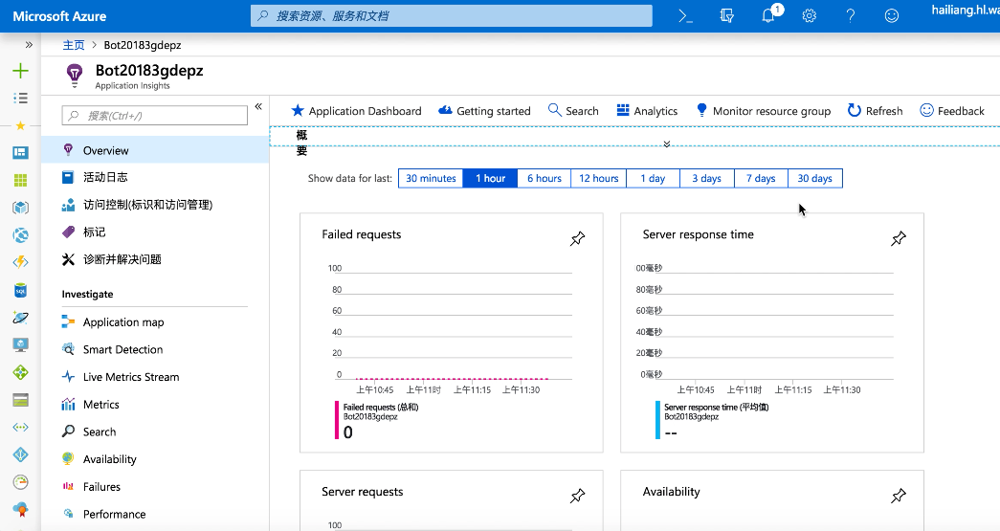 Microsoft Azure
搜索资源、服务和文档
1
hailiang.hl.wa
主页 > Bot20183gdepz
Bot20183gdepz
Application Insights
搜索(Ctrl+/)
Overview
活动日志
访问控制(标识和访问管理)
标记
诊断并解决问题
Investigate
Application map
Smart Detection
Live Metrics Stream
Metrics
Search
Availability
Failures
Performance
Application Dashboard
Getting started
Search
Analytics
Monitor resource group
Refresh
Feedback
概
要
Show data for last: 30 minutes 1 hour 6 hours 12 hours 1 day 3 days 7 days 30 days
Failed requests
100
80
60
40
20
0
上午10:45 上午11时 上午11:15 上午11:30
Failed requests (总和)
Bot20183gdepz
0
Server response time
00毫秒
80毫秒
60毫秒
40毫秒
20毫秒
0毫秒
上午10:45 上午11时 上午11:15 上午11:30
Server response time (平均值)
Bot20183gdepz
--
Server requests
100
Availability